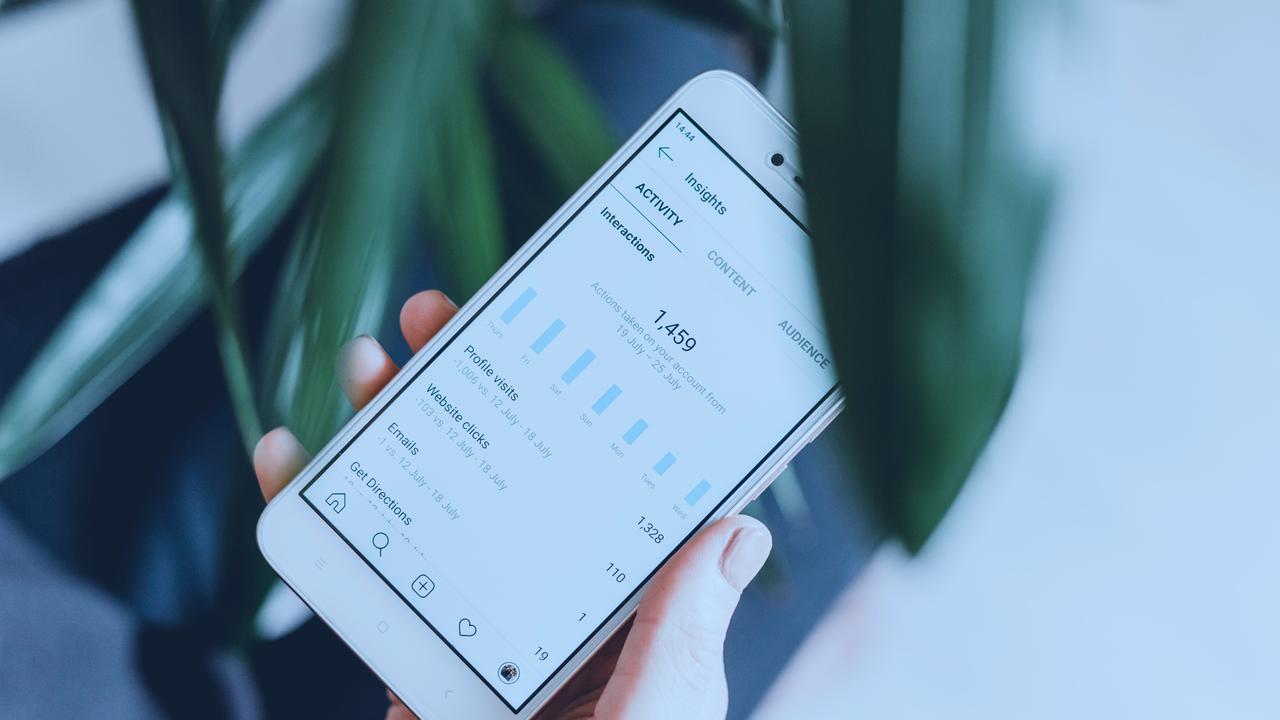 14:44
Insights
ACTIVITY
CONTENT
AUDIENCE
Interactions
1,459
Actions taken on your account from
19 July – 25 July
Thurs
Fri
Sat
Sun
Mon
Tues
Wed
Profile visits
1,328
-1,006 vs. 12 July - 18 July
Website clicks
110
-103 vs. 12 July - 18 July
Emails
1
-1 vs. 12 July - 18 July
Get Directions
19